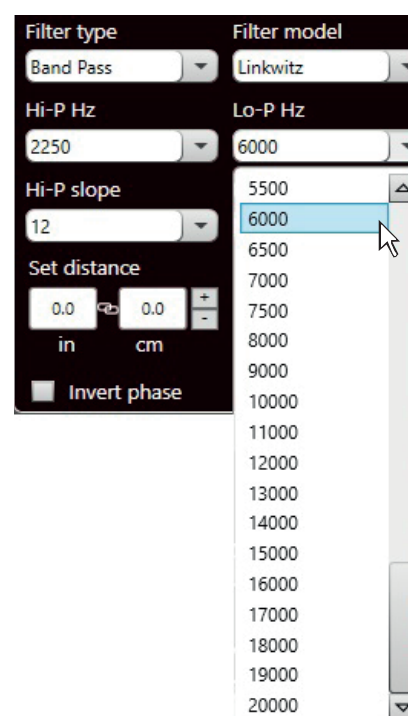 Filter type Filter model
Band Pass Linkwitz
Hi-P Hz Lo-P Hz
2250 6000
Hi-P slope
12
Set distance
0.0 0.0 +
-
in cm
Invert phase
5500
6000
6500
7000
7500
8000
9000
10000
11000
12000
13000
14000
15000
16000
17000
18000
19000
20000